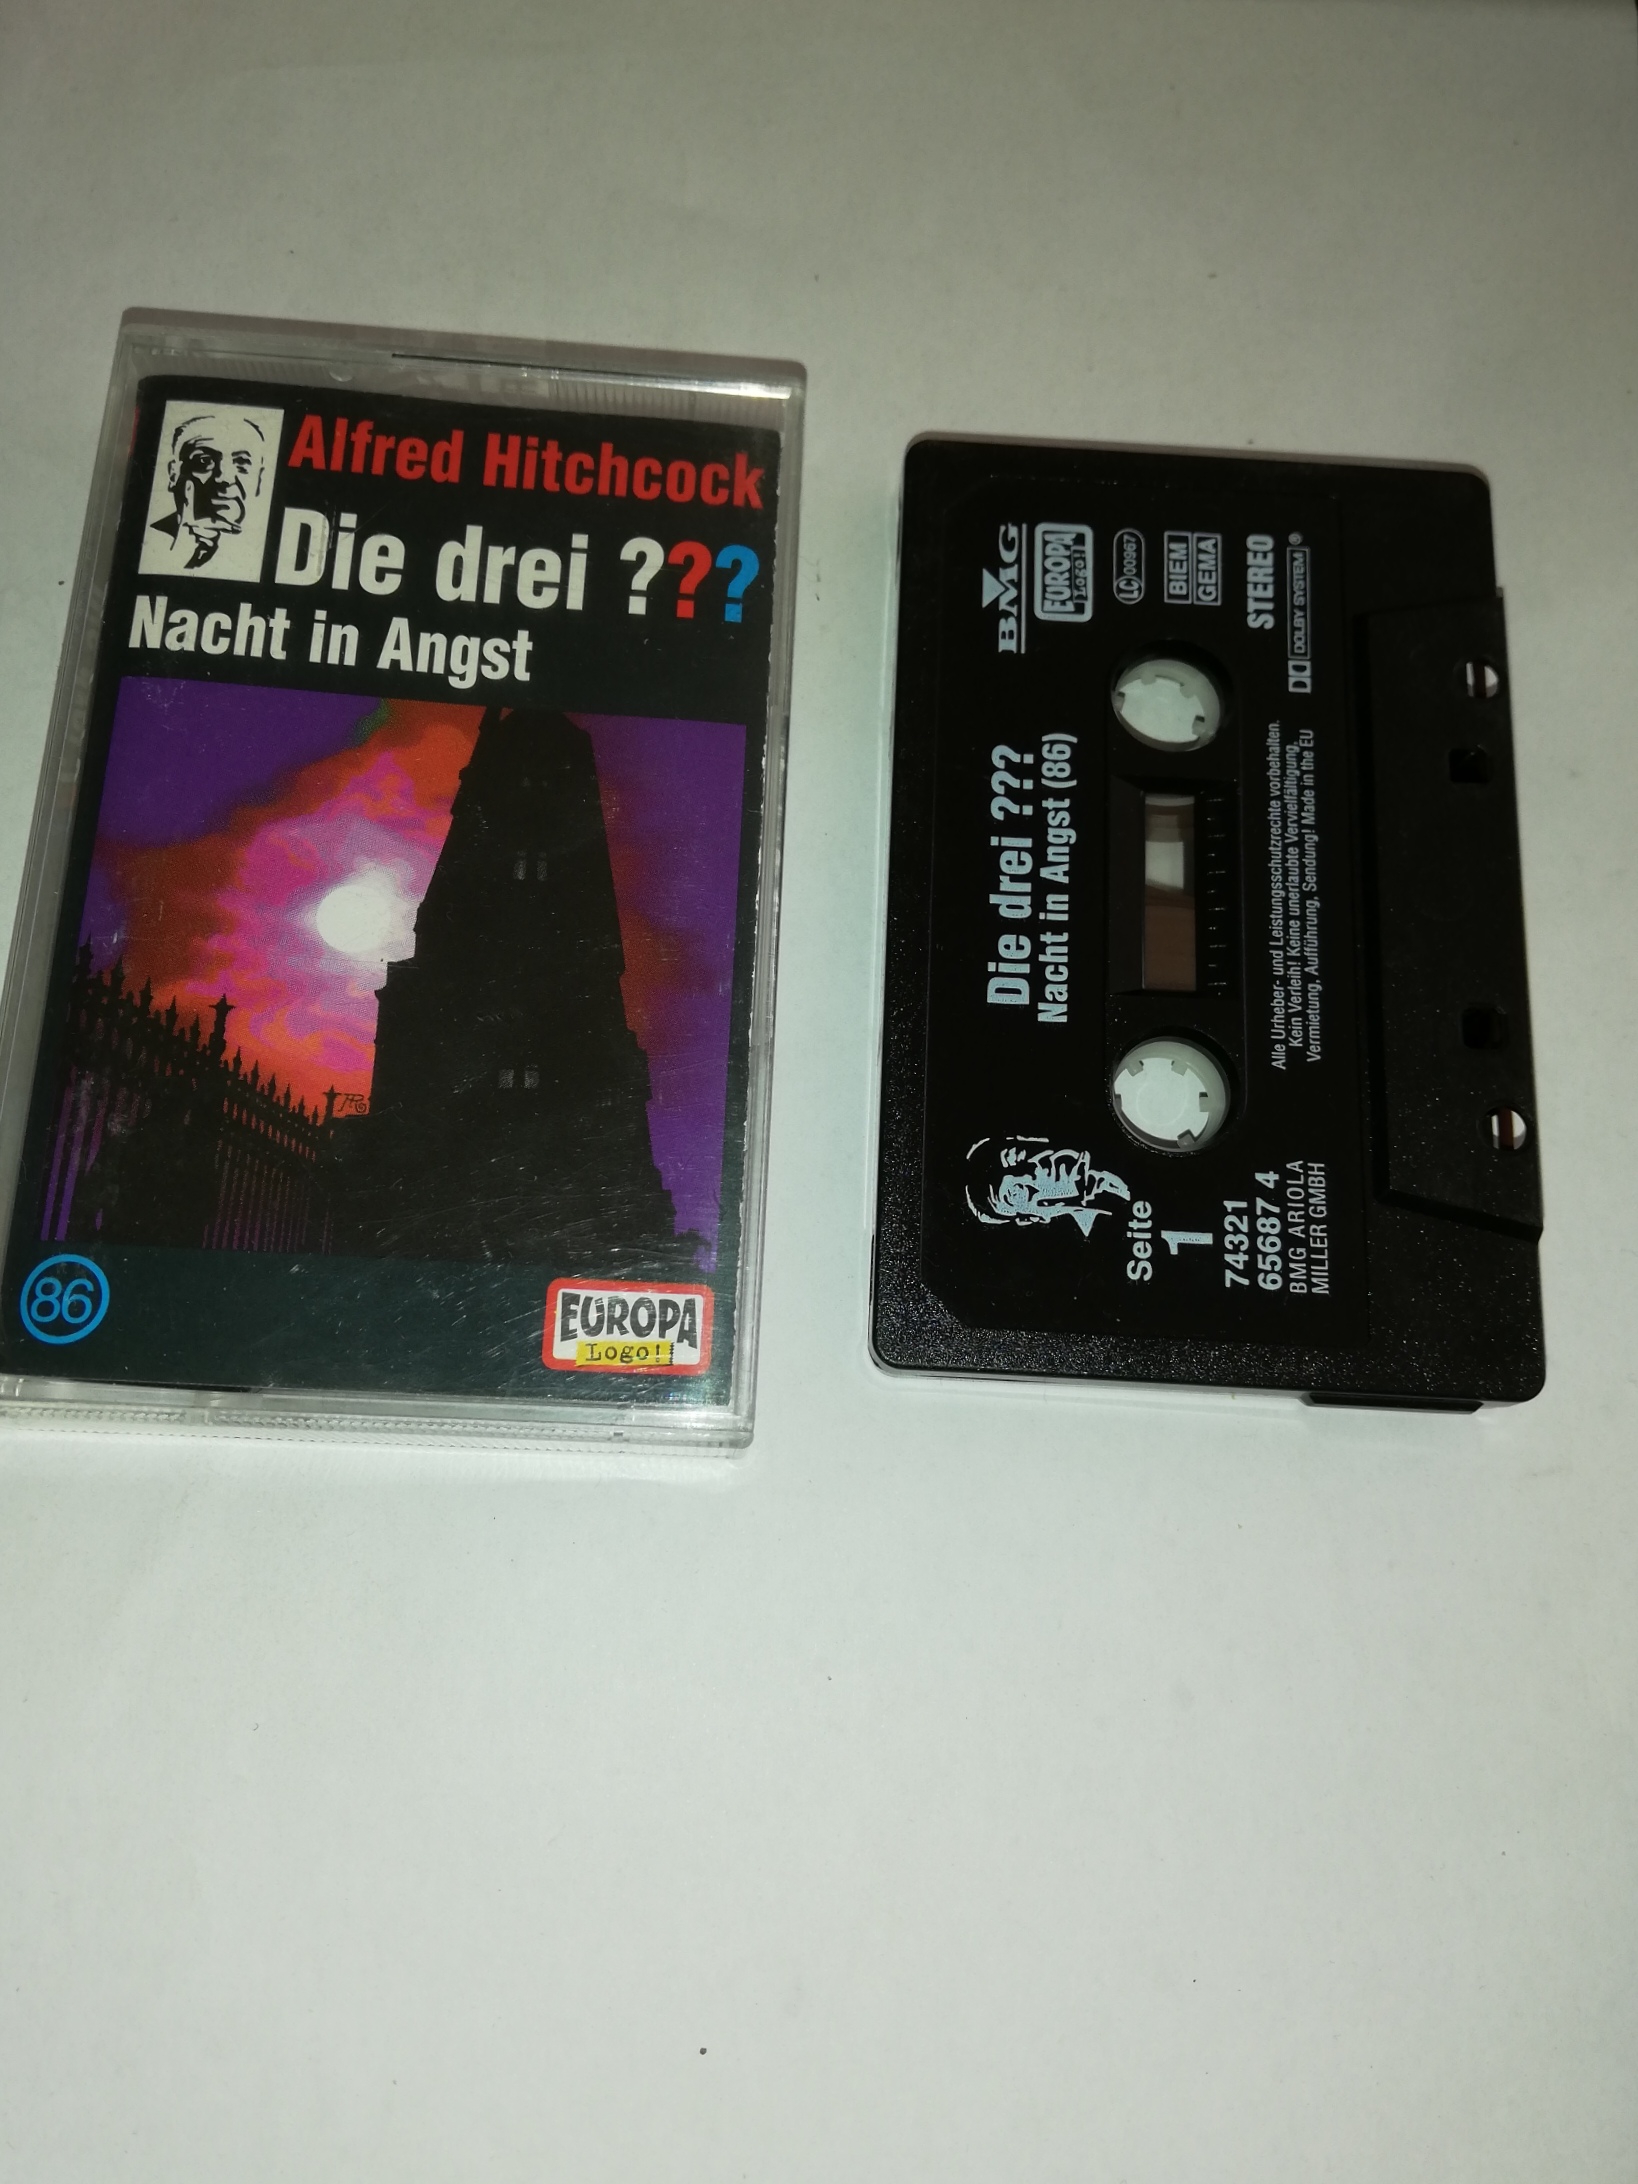 Alfred Hitchcock
Die drei ???
Nacht in Angst
86
EUROPA
Logo!
BMG
EUROPA
Logo!
LC 00967
BIEM
GEMA
STEREO
DOLBY SYSTEM®
Die drei ???
Nacht in Angst (86)
Alle Urheber- und Leistungsschutzrechte vorbehalten.
Kein Verleih! Keine unerlaubte Vervielfältigung,
Vermietung, Aufführung, Sendung! Made in the EU
Seite
1
74321
65687 4
BMG ARIOLA
MILLER GMBH